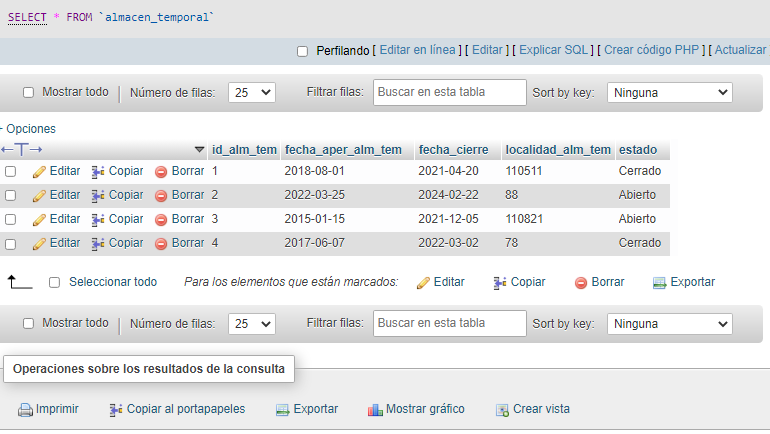 SELECT * FROM `almacen_temporal`
Perfilando [ Editar en línea ] [ Editar ] [ Explicar SQL ] [ Crear código PHP ] [ Actualizar
Mostrar todo | Número de filas: 25 Filtrar filas: Buscar en esta tabla Sort by key: Ninguna
+ Opciones
←T→ id_alm_tem fecha_aper_alm_tem fecha_cierre localidad_alm_tem estado
Editar Copiar Borrar 1 2018-08-01 2021-04-20 110511 Cerrado
Editar Copiar Borrar 2 2022-03-25 2024-02-22 88 Abierto
Editar Copiar Borrar 3 2015-01-15 2021-12-05 110821 Abierto
Editar Copiar Borrar 4 2017-06-07 2022-03-02 78 Cerrado
Seleccionar todo Para los elementos que están marcados: Editar Copiar Borrar Exportar
Mostrar todo | Número de filas: 25 Filtrar filas: Buscar en esta tabla Sort by key: Ninguna
Operaciones sobre los resultados de la consulta
Imprimir Copiar al portapapeles Exportar Mostrar gráfico Crear vista